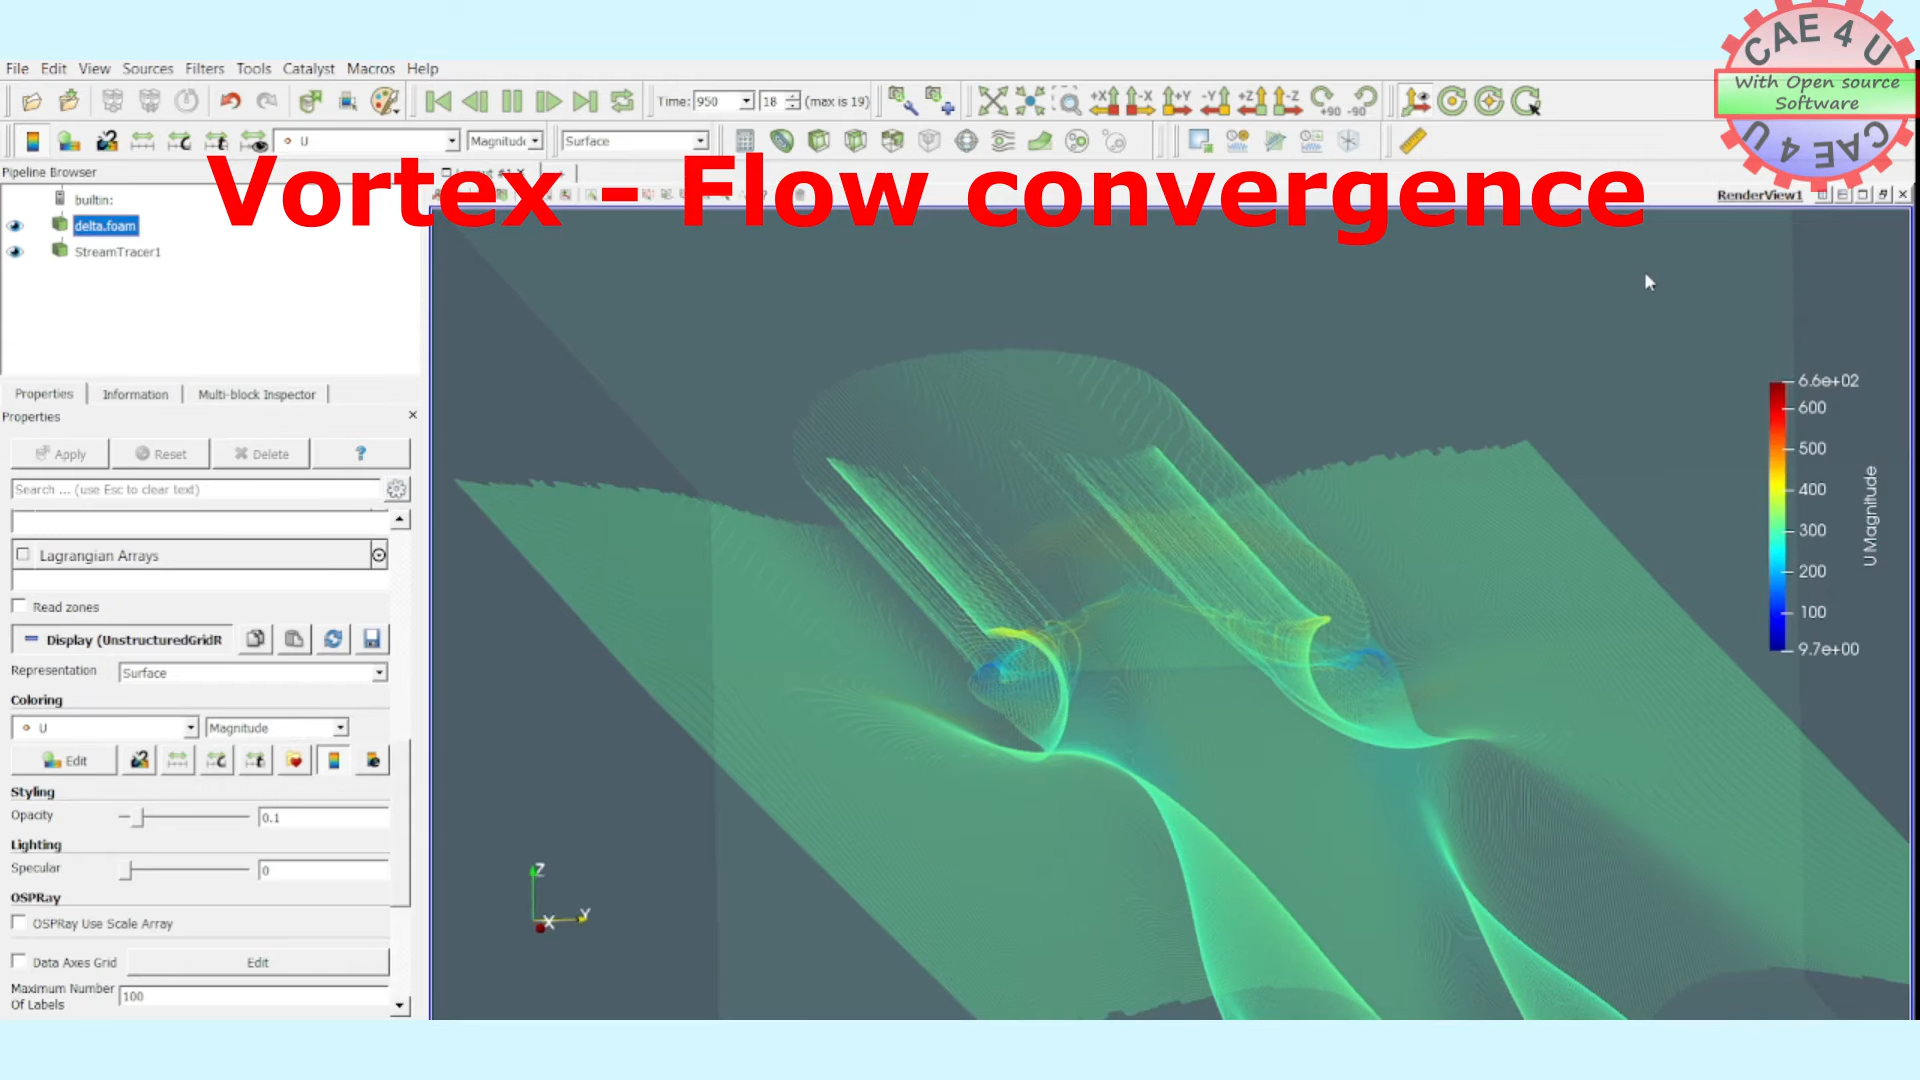 CAE 4 U
With Open source
Software
CAE 4 U
File Edit View Sources Filters Tools Catalyst Macros Help
Time: 950 18 (max is 19)
+X -X +Y -Y +Z -Z +90 -90
U Magnitude Surface
Vortex – Flow convergence
Pipeline Browser
RenderView1
builtin:
delta.foam
StreamTracer1
Properties Information Multi-block Inspector
Properties
Apply Reset Delete ?
Search ... (use Esc to clear text)
Lagrangian Arrays
Read zones
Display (UnstructuredGridR
Representation Surface
Coloring
U Magnitude
Edit
Styling
Opacity 0.1
Lighting
Specular 0
OSPRay
OSPRay Use Scale Array
Data Axes Grid Edit
Maximum Number
Of Labels 100
6.6e+02
600
500
400
300
200
100
9.7e+00
U Magnitude
Z
X Y